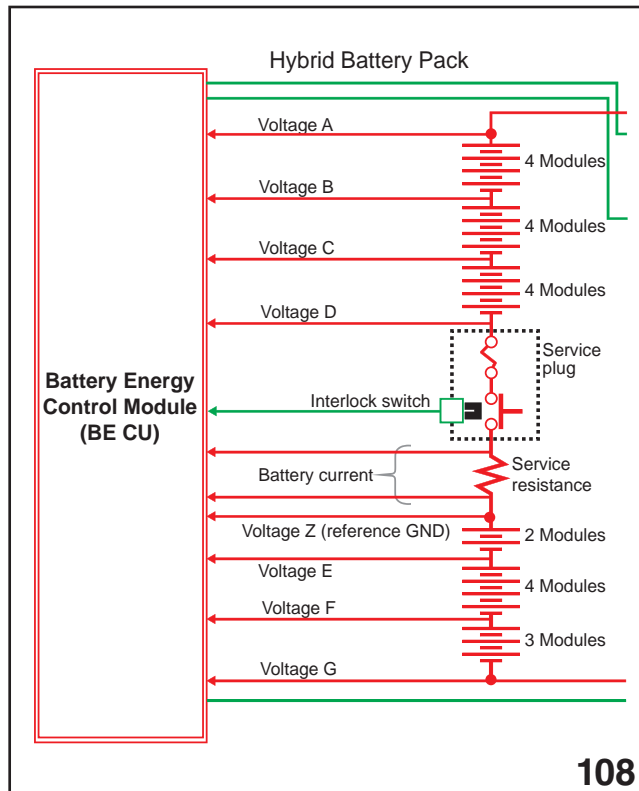 Hybrid Battery Pack
Voltage A
4 Modules
Voltage B
4 Modules
Voltage C
4 Modules
Voltage D
Service
plug
Battery Energy
Control Module
(BE CU)
Interlock switch
Battery current
Service
resistance
Voltage Z (reference GND)
2 Modules
Voltage E
4 Modules
Voltage F
3 Modules
Voltage G
108